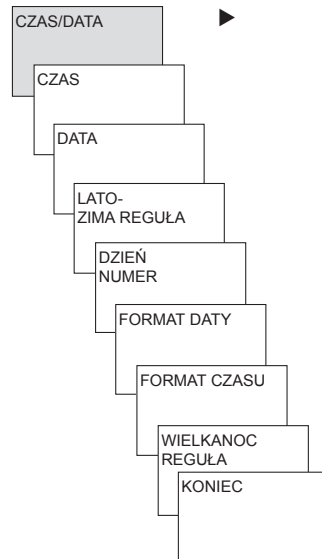 CZAS/DATA
CZAS
DATA
LATO-
ZIMA REGUŁA
DZIEŃ
NUMER
FORMAT DATY
FORMAT CZASU
WIELKANOC
REGUŁA
KONIEC